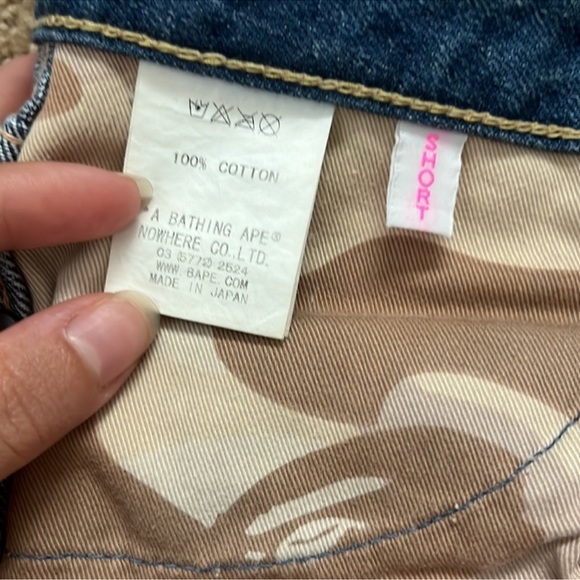 100% COTTON
A BATHING APE®
NOWHERE CO.,LTD.
03 (5772) 2524
WWW.BAPE.COM
MADE IN JAPAN
SHORT